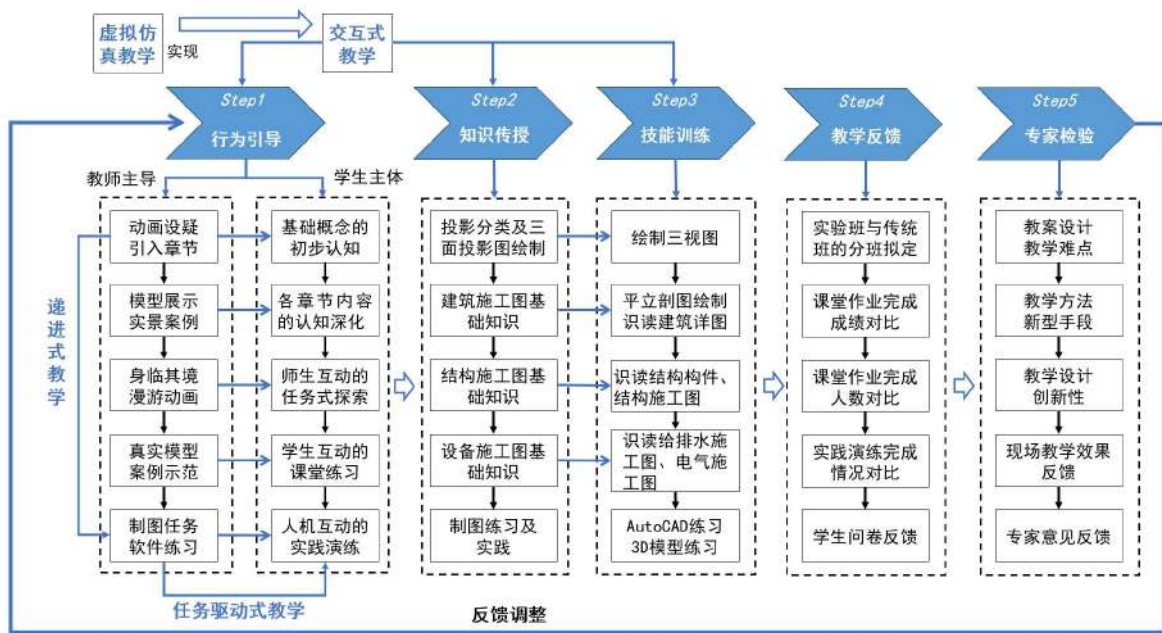 虚拟仿
真教学
实现
交互式
教学
Step1
行为引导
Step2
知识传授
Step3
技能训练
Step4
教学反馈
Step5
专家检验
教师主导
学生主体
递进式教学
动画设疑
引入章节
模型展示
实景案例
身临其境
漫游动画
真实模型
案例示范
制图任务
软件练习
基础概念的
初步认知
各章节内容
的认知深化
师生互动的
任务式探索
学生互动的
课堂练习
人机互动的
实践演练
任务驱动式教学
投影分类及三
面投影图绘制
建筑施工图基
础知识
结构施工图基
础知识
设备施工图基
础知识
制图练习及
实践
绘制三视图
平立剖图绘制
识读建筑详图
识读结构构件、
结构施工图
识读给排水施
工图、电气施
工图
AutoCAD练习
3D模型练习
实验班与传统
班的分班拟定
课堂作业完成
成绩对比
课堂作业完成
人数对比
实践演练完成
情况对比
学生问卷反馈
教案设计
教学难点
教学方法
新型手段
教学设计
创新性
现场教学效果
反馈
专家意见反馈
反馈调整